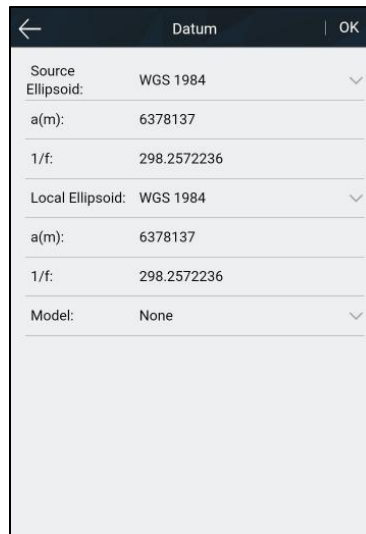 Datum
OK
Source
Ellipsoid:
WGS 1984
a(m): 6378137
1/f: 298.2572236
Local Ellipsoid: WGS 1984
a(m): 6378137
1/f: 298.2572236
Model: None